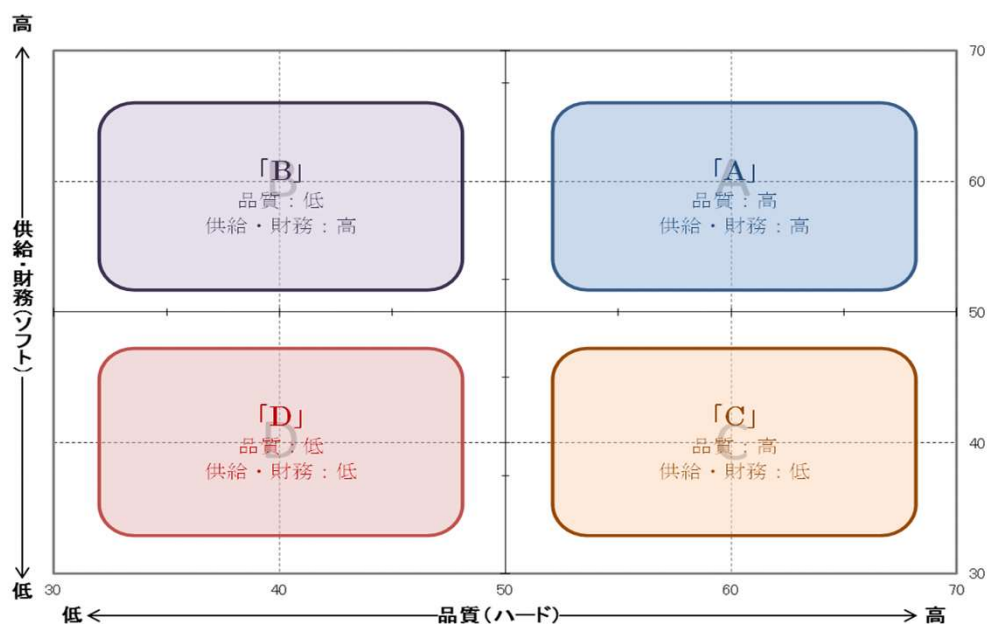 高
70
「B」
B
品質：低
供給・財務：高
「A」
A
品質：高
供給・財務：高
60
供給・財務（ソフト）
50
「D」
D
品質：低
供給・財務：低
「C」
C
品質：高
供給・財務：低
40
30
低
30
40
50
60
70
低
品質（ハード）
高